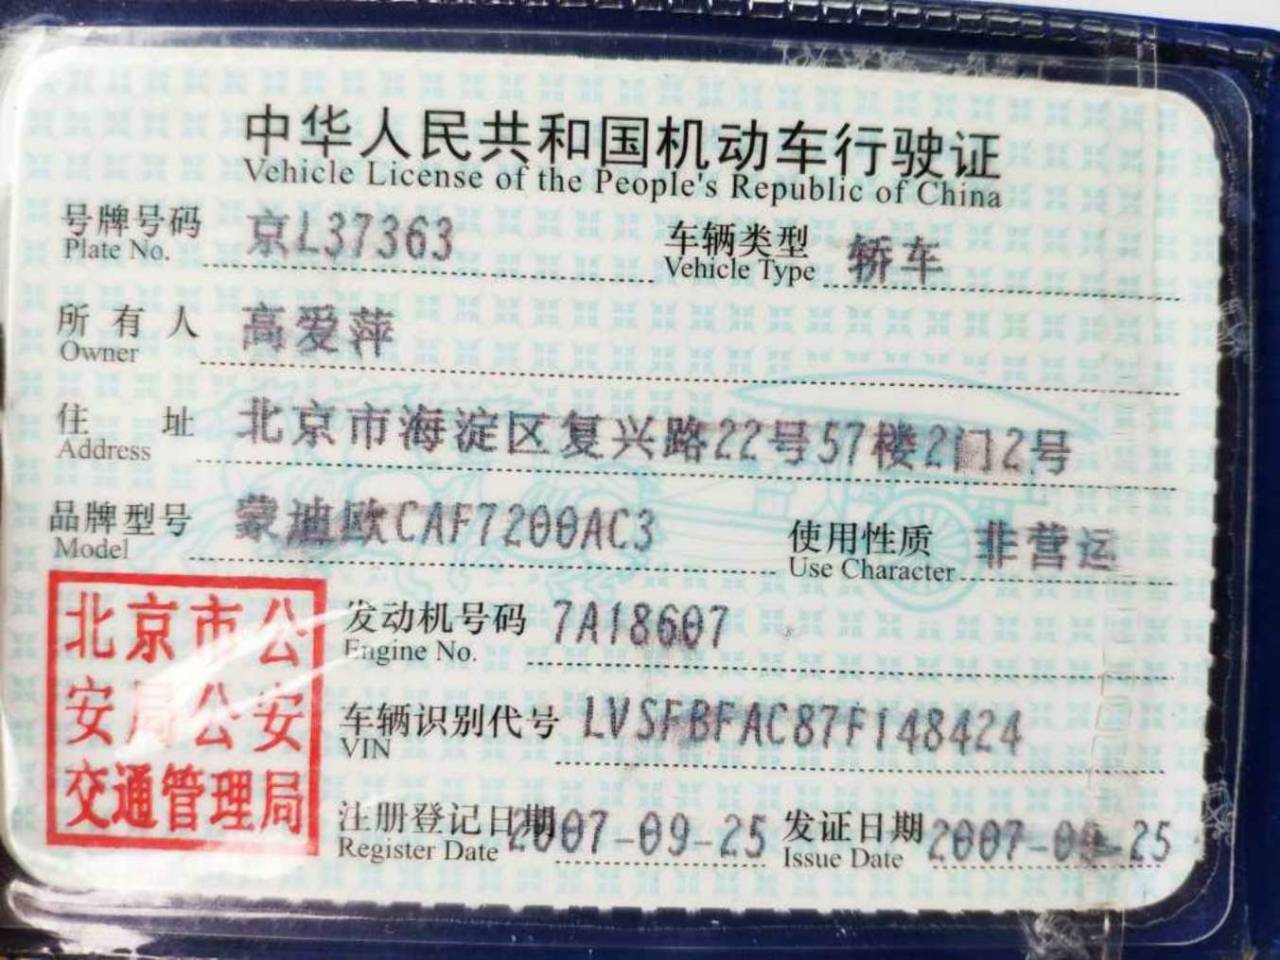 中华人民共和国机动车行驶证
Vehicle License of the People's Republic of China
号牌号码 京L37363 车辆类型 轿车
Plate No. Vehicle Type
所有人 高爱萍
Owner
住址 北京市海淀区复兴路22号57楼2门2号
Address
品牌型号 蒙迪欧CAF7200AC3 使用性质 非营运
Model Use Character
北京市公
安局公安
交通管理局
发动机号码 7A18607
Engine No.
车辆识别代号 LVSFBFAC87F148424
VIN
注册登记日期 2007-09-25 发证日期 2007-09-25
Register Date Issue Date